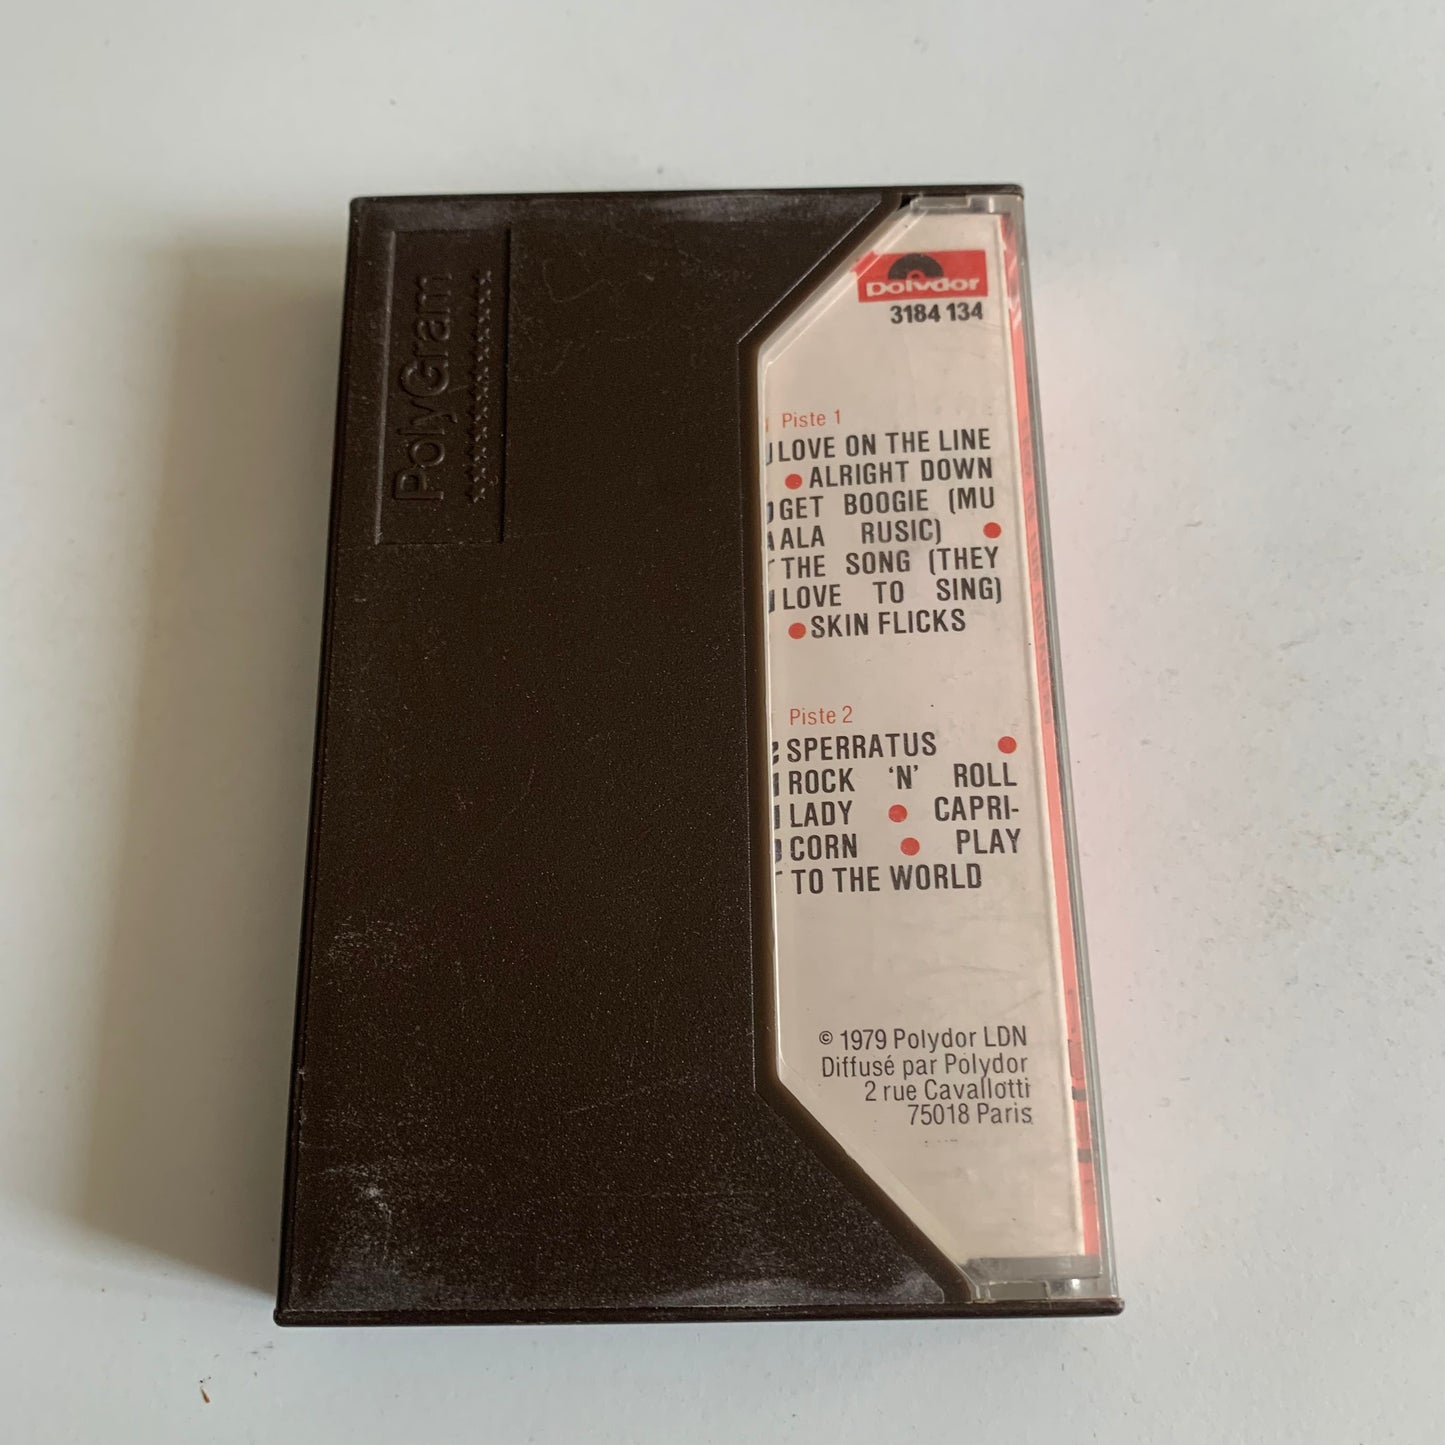 PolyGram
Polydor
3184 134
Piste 1
LOVE ON THE LINE
● ALRIGHT DOWN
GET BOOGIE (MU
ALA RUSIC) ●
THE SONG (THEY
LOVE TO SING)
● SKIN FLICKS
Piste 2
SPERRATUS ●
ROCK 'N' ROLL
LADY ● CAPRI-
CORN ● PLAY
TO THE WORLD
© 1979 Polydor LDN
Diffusé par Polydor
2 rue Cavallotti
75018 Paris